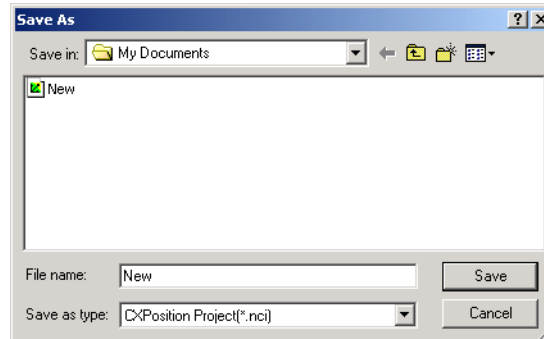 Save As
Save in: My Documents
New
File name: New Save
Save as type: CXPosition Project(*.nci) Cancel